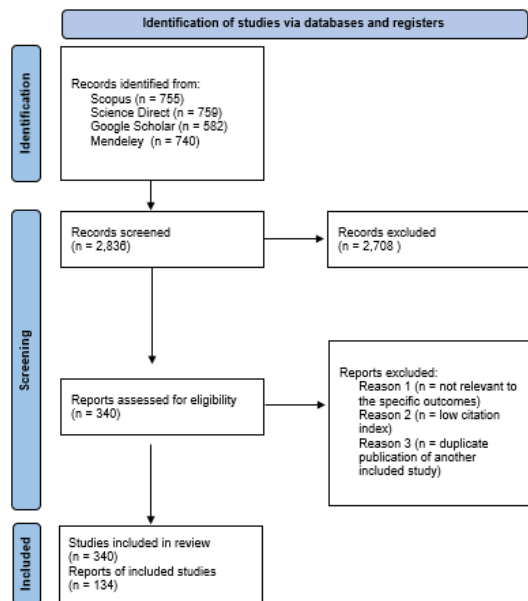 Identification of studies via databases and registers
Identification
Records identified from:
Scopus (n = 755)
Science Direct (n = 759)
Google Scholar (n = 582)
Mendeley (n = 740)
Screening
Records screened
(n = 2,836)
Records excluded
(n = 2,708 )
Reports assessed for eligibility
(n = 340)
Reports excluded:
Reason 1 (n = not relevant to
the specific outcomes)
Reason 2 (n = low citation
index)
Reason 3 (n = duplicate
publication of another
included study)
Included
Studies included in review
(n = 340)
Reports of included studies
(n = 134)